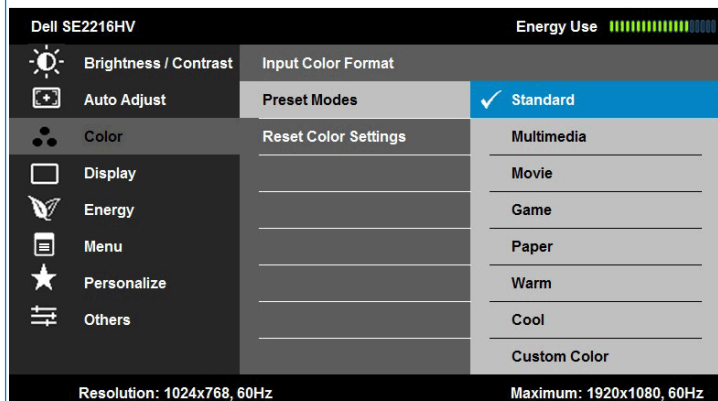 Dell SE2216HV Energy Use
Brightness / Contrast Input Color Format
Auto Adjust Preset Modes Standard
Color Reset Color Settings Multimedia
Display Movie
Energy Game
Menu Paper
Personalize Warm
Others Cool
Custom Color
Resolution: 1024x768, 60Hz Maximum: 1920x1080, 60Hz